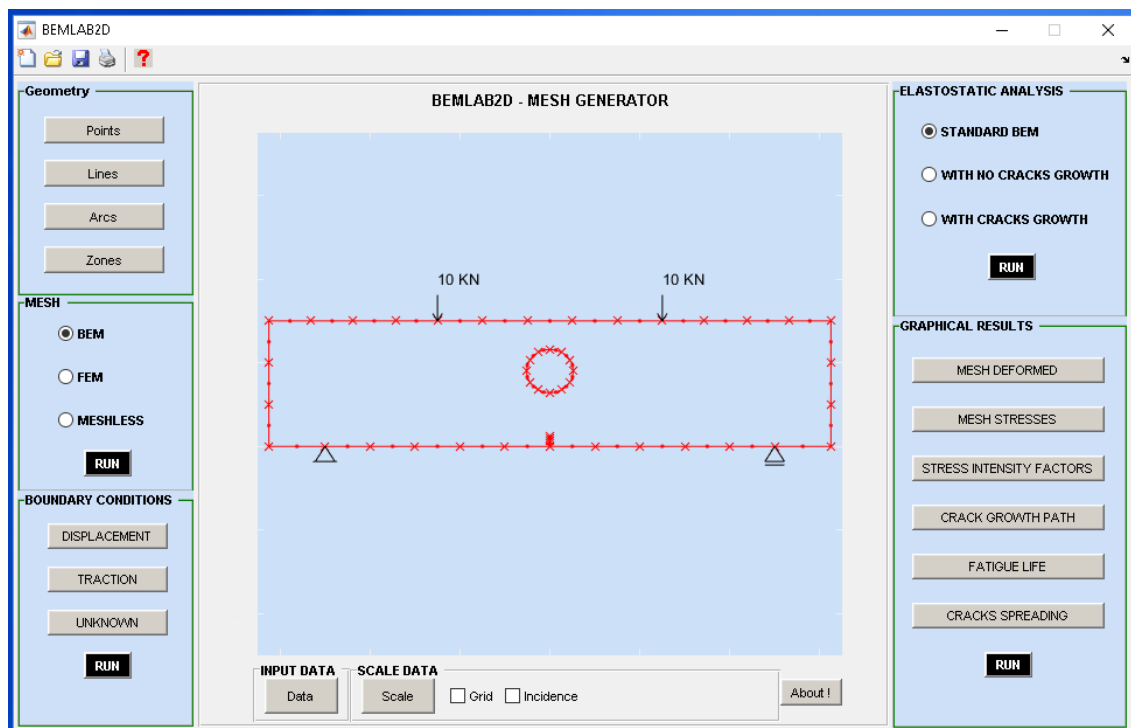 BEMLAB2D
?
Geometry
Points
Lines
Arcs
Zones
MESH
BEM
FEM
MESHLESS
RUN
BOUNDARY CONDITIONS
DISPLACEMENT
TRACTION
UNKNOWN
RUN
BEMLAB2D - MESH GENERATOR
10 KN
10 KN
INPUT DATA
Data
SCALE DATA
Scale
Grid
Incidence
About !
ELASTOSTATIC ANALYSIS
STANDARD BEM
WITH NO CRACKS GROWTH
WITH CRACKS GROWTH
RUN
GRAPHICAL RESULTS
MESH DEFORMED
MESH STRESSES
STRESS INTENSITY FACTORS
CRACK GROWTH PATH
FATIGUE LIFE
CRACKS SPREADING
RUN